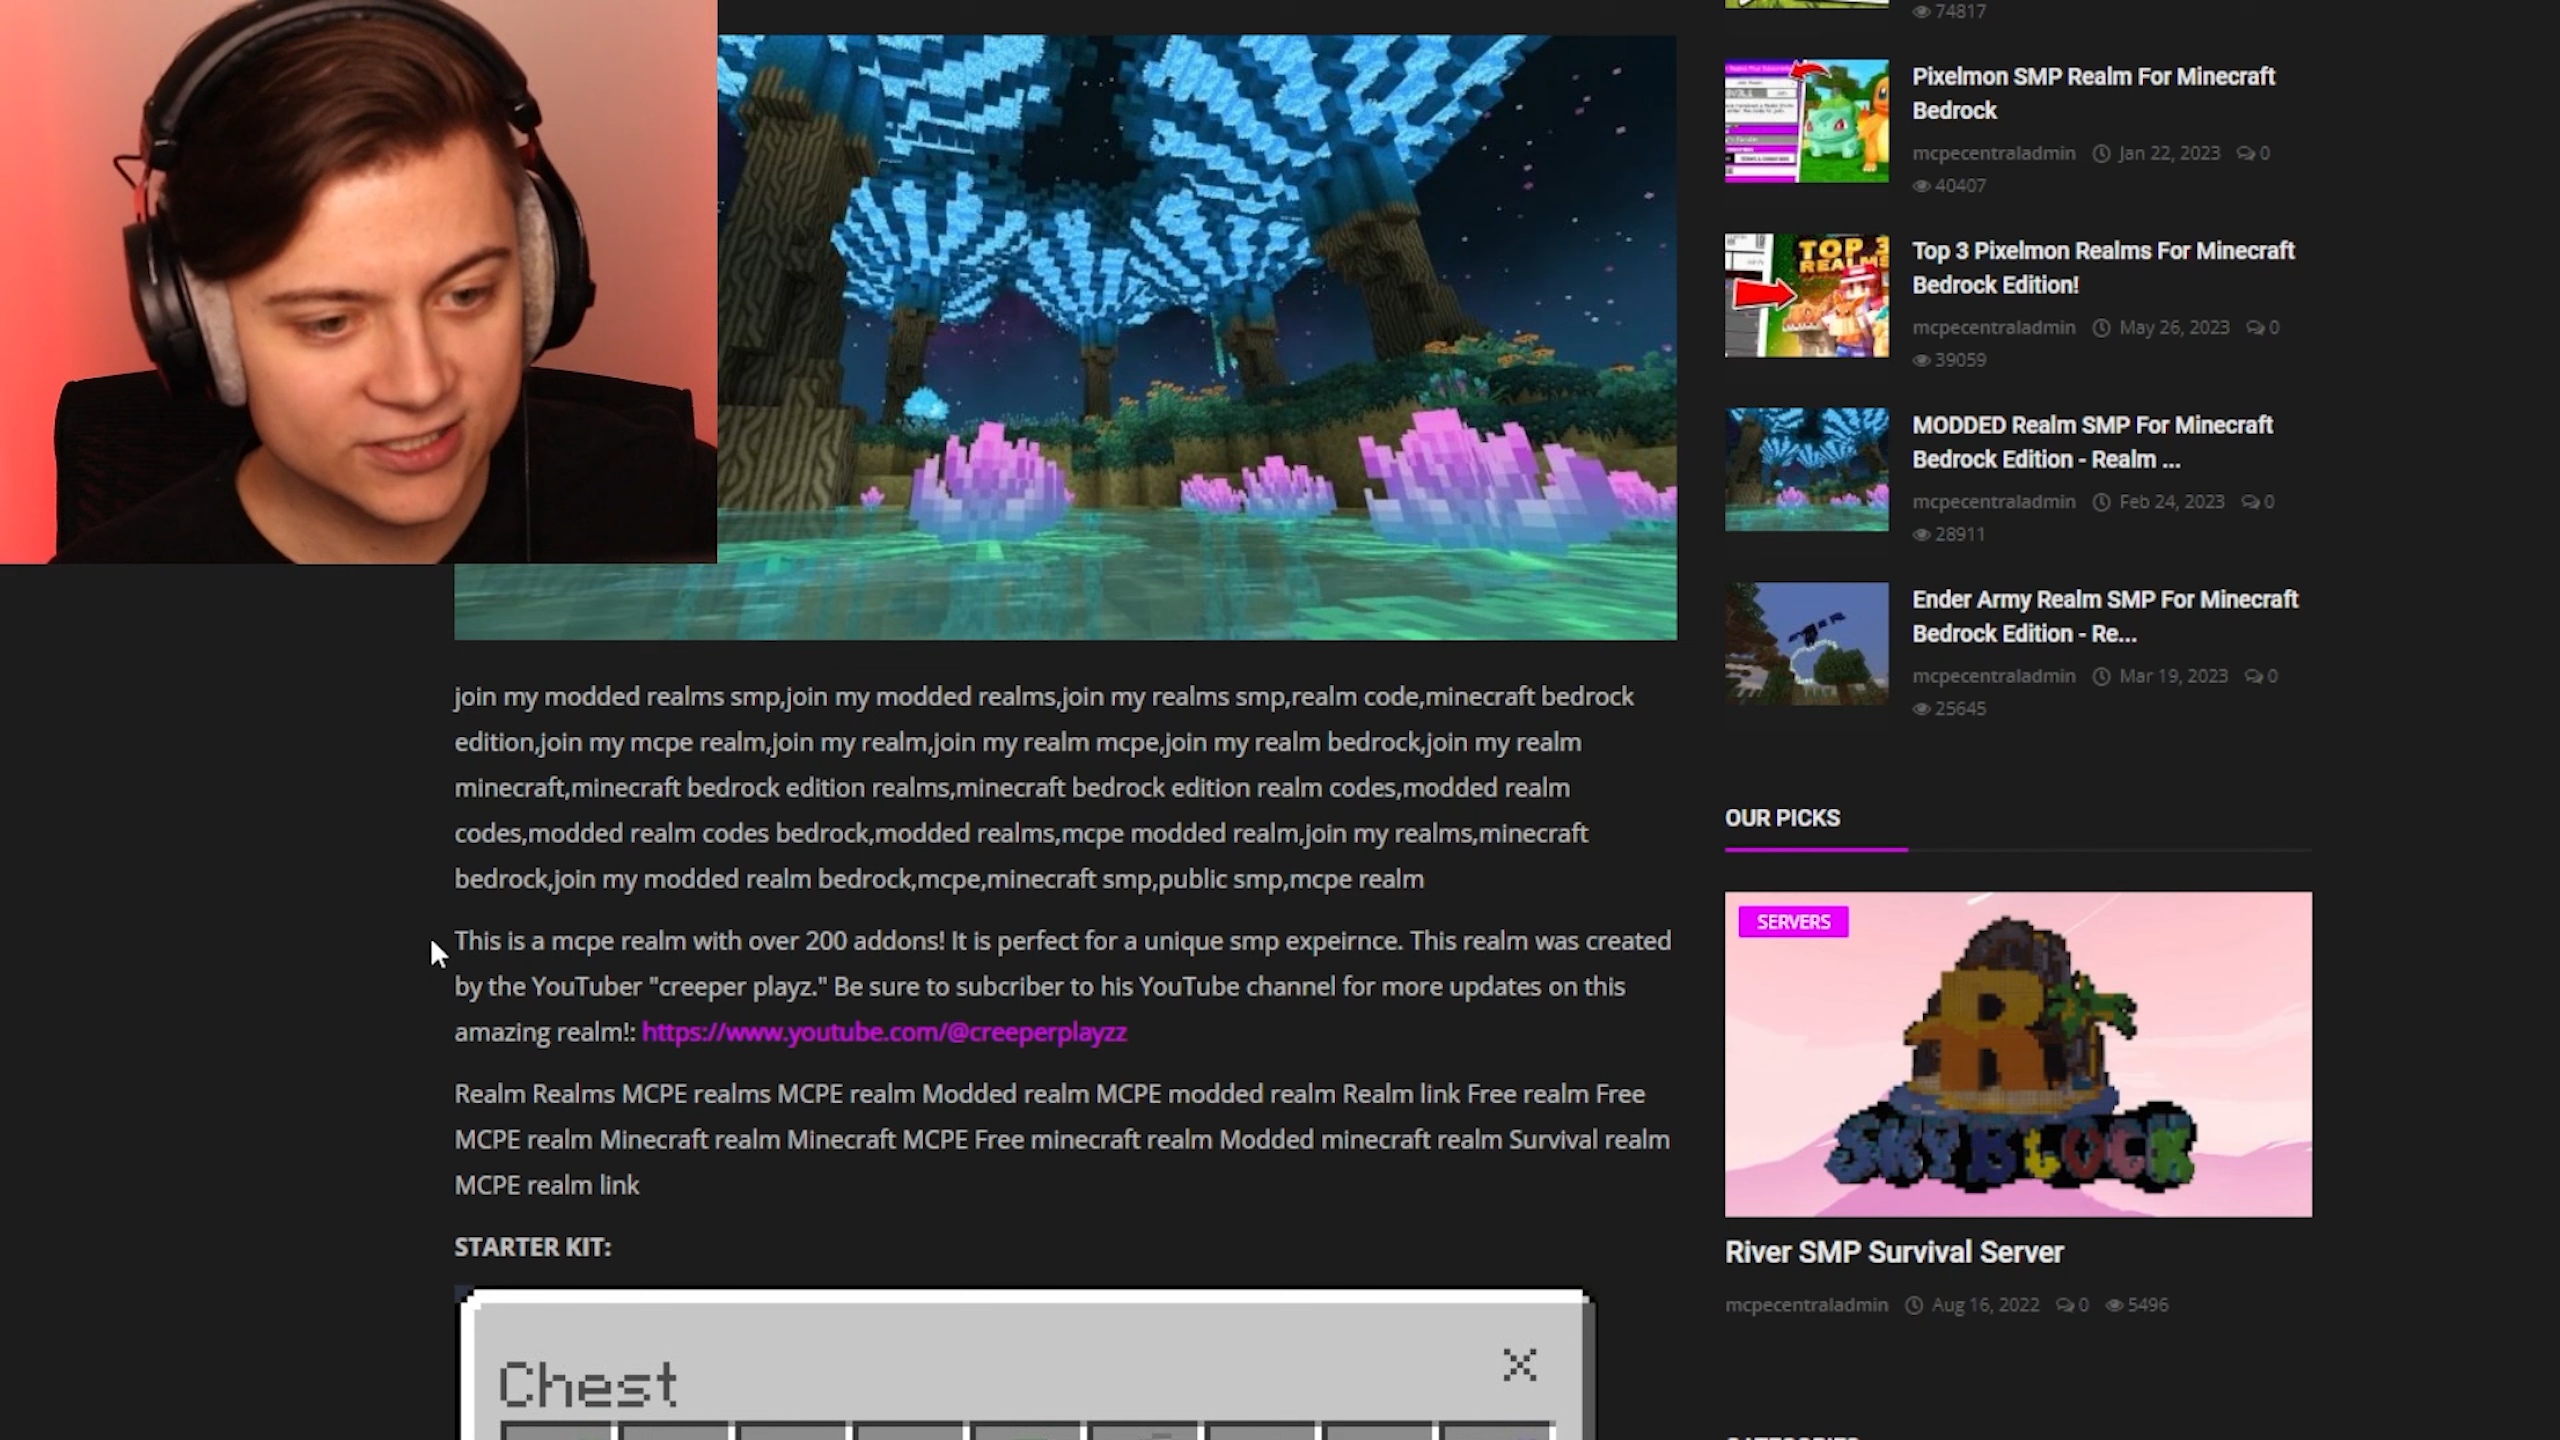 74817
Pixelmon SMP Realm For Minecraft
Bedrock
mcpecentraladmin Jan 22, 2023 0
40407
TOP 3
REALMS
Top 3 Pixelmon Realms For Minecraft
Bedrock Edition!
mcpecentraladmin May 26, 2023 0
39059
MODDED Realm SMP For Minecraft
Bedrock Edition - Realm ...
mcpecentraladmin Feb 24, 2023 0
28911
Ender Army Realm SMP For Minecraft
Bedrock Edition - Re...
mcpecentraladmin Mar 19, 2023 0
25645
join my modded realms smp,join my modded realms,join my realms smp,realm code,minecraft bedrock
edition,join my mcpe realm,join my realm,join my realm mcpe,join my realm bedrock,join my realm
minecraft,minecraft bedrock edition realms,minecraft bedrock edition realm codes,modded realm
codes,modded realm codes bedrock,modded realms,mcpe modded realm,join my realms,minecraft
bedrock,join my modded realm bedrock,mcpe,minecraft smp,public smp,mcpe realm
This is a mcpe realm with over 200 addons! It is perfect for a unique smp expeirnce. This realm was created
by the YouTuber "creeper playz." Be sure to subcriber to his YouTube channel for more updates on this
amazing realm!: https://www.youtube.com/@creeperplayzz
Realm Realms MCPE realms MCPE realm Modded realm MCPE modded realm Realm link Free realm Free
MCPE realm Minecraft realm Minecraft MCPE Free minecraft realm Modded minecraft realm Survival realm
MCPE realm link
STARTER KIT:
Chest
OUR PICKS
SERVERS
R
SKYBLOCK
River SMP Survival Server
mcpecentraladmin Aug 16, 2022 0 5496